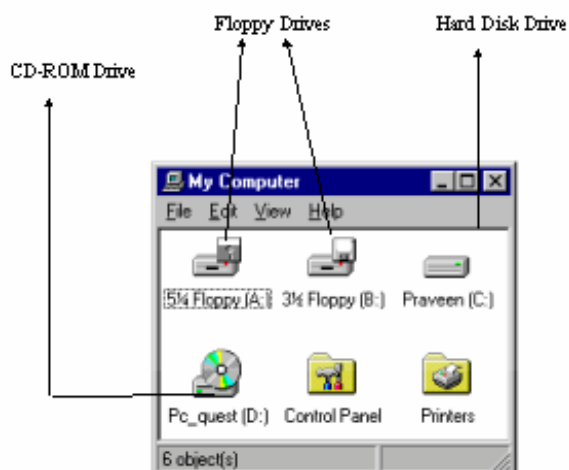 Floppy Drives
Hard Disk Drive
CD-ROM Drive
My Computer
File Edit View Help
5¼ Floppy (A:) 3½ Floppy (B:) Praveen (C:)
Pc_quest (D:) Control Panel Printers
6 object(s)